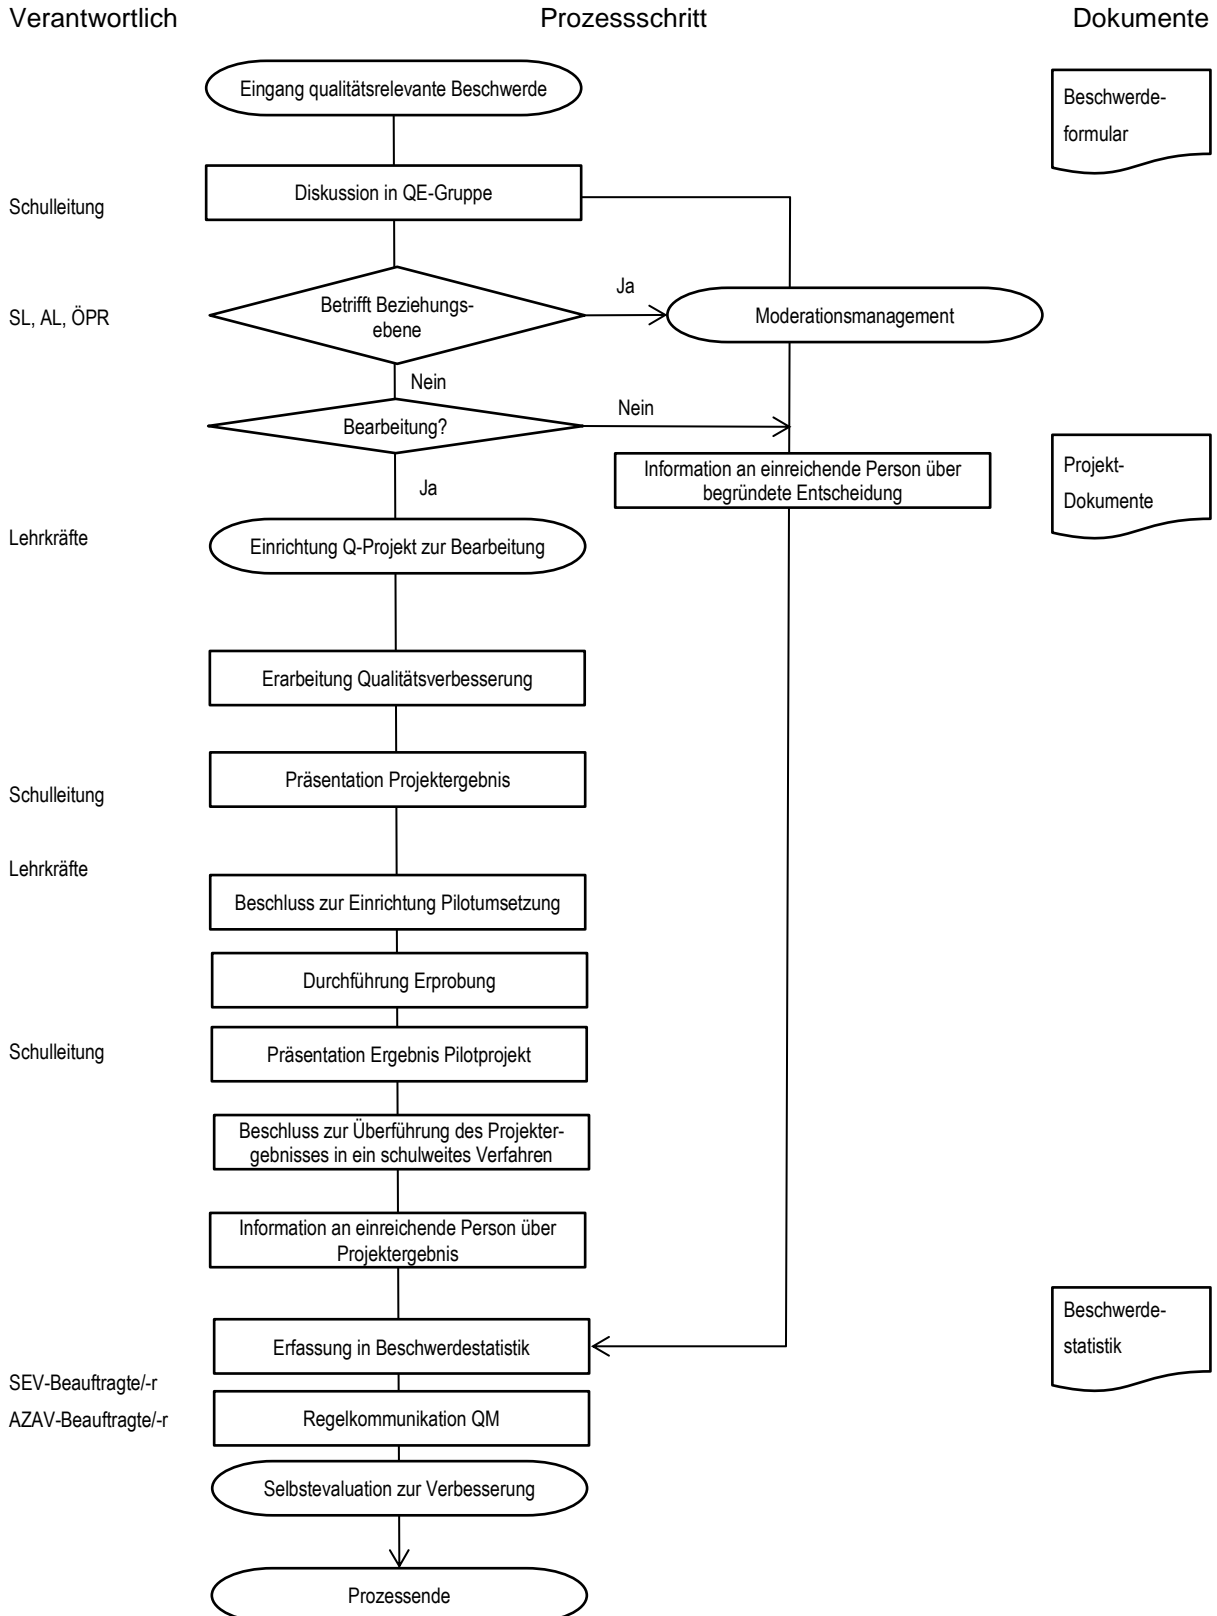 Verantwortlich
Prozessschritt
Dokumente
Eingang qualitätsrelevante Beschwerde
Beschwerde-
formular
Diskussion in QE-Gruppe
Schulleitung
Ja
Betrifft Beziehungs-
ebene
SL, AL, ÖPR
Moderationsmanagement
Nein
Nein
Bearbeitung?
Information an einreichende Person über
begründete Entscheidung
Projekt-
Dokumente
Ja
Lehrkräfte
Einrichtung Q-Projekt zur Bearbeitung
Erarbeitung Qualitätsverbesserung
Präsentation Projektergebnis
Schulleitung
Lehrkräfte
Beschluss zur Einrichtung Pilotumsetzung
Durchführung Erprobung
Schulleitung
Präsentation Ergebnis Pilotprojekt
Beschluss zur Überführung des Projekter-
gebnisses in ein schulweites Verfahren
Information an einreichende Person über
Projektergebnis
Beschwerde-
statistik
Erfassung in Beschwerdestatistik
SEV-Beauftragte/-r
AZAV-Beauftragte/-r
Regelkommunikation QM
Selbstevaluation zur Verbesserung
Prozessende